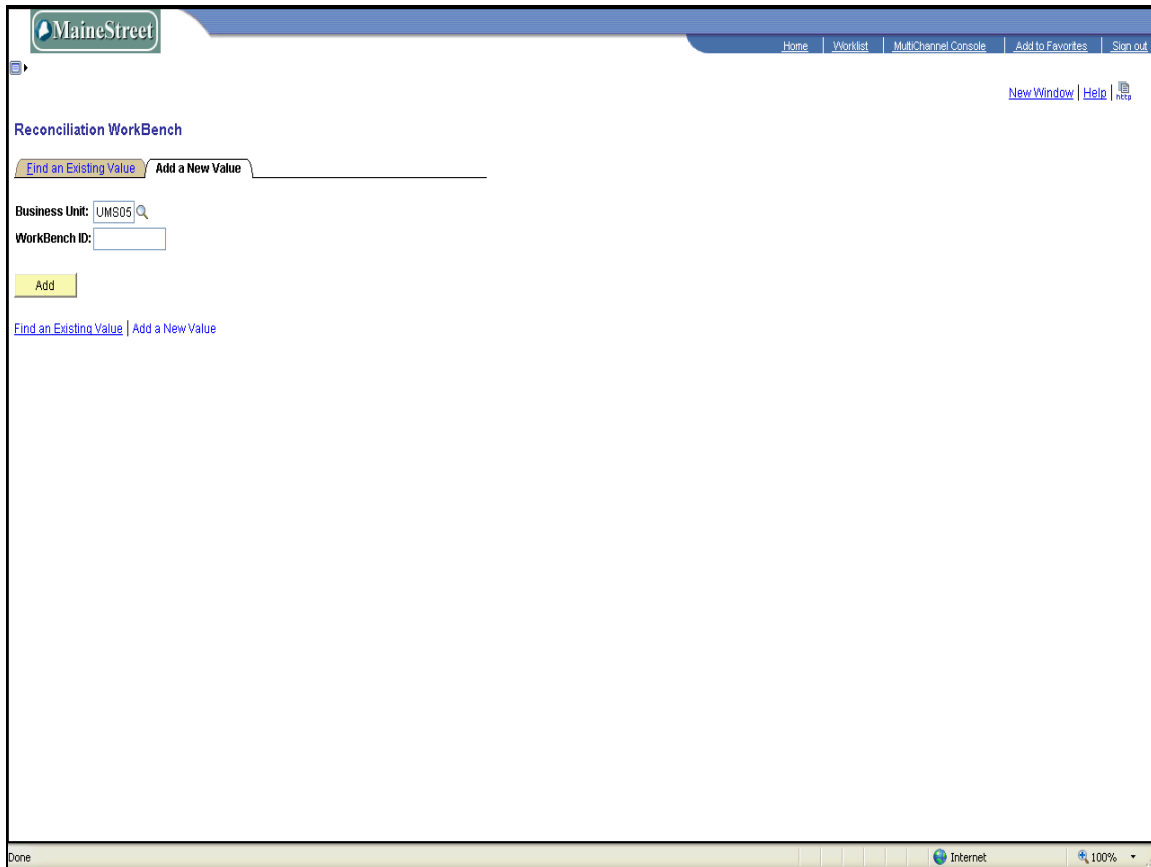 MaineStreet
Home | Worklist | MultiChannel Console | Add to Favorites | Sign out
New Window | Help | http
Reconciliation WorkBench
Find an Existing Value Add a New Value
Business Unit: UMS05
WorkBench ID:
Add
Find an Existing Value | Add a New Value
Done Internet 100%